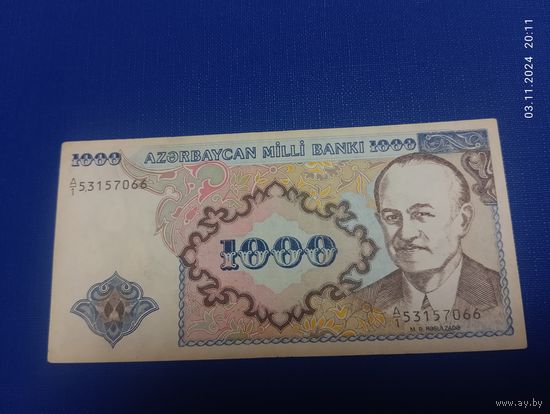 03.11.2024 20:11
1000 AZƏRBAYCAN MİLLİ BANKI 1000
A/1 53157066
1000
A/1 53157066
M. Ə. RƏSULZADƏ
www.ay.by